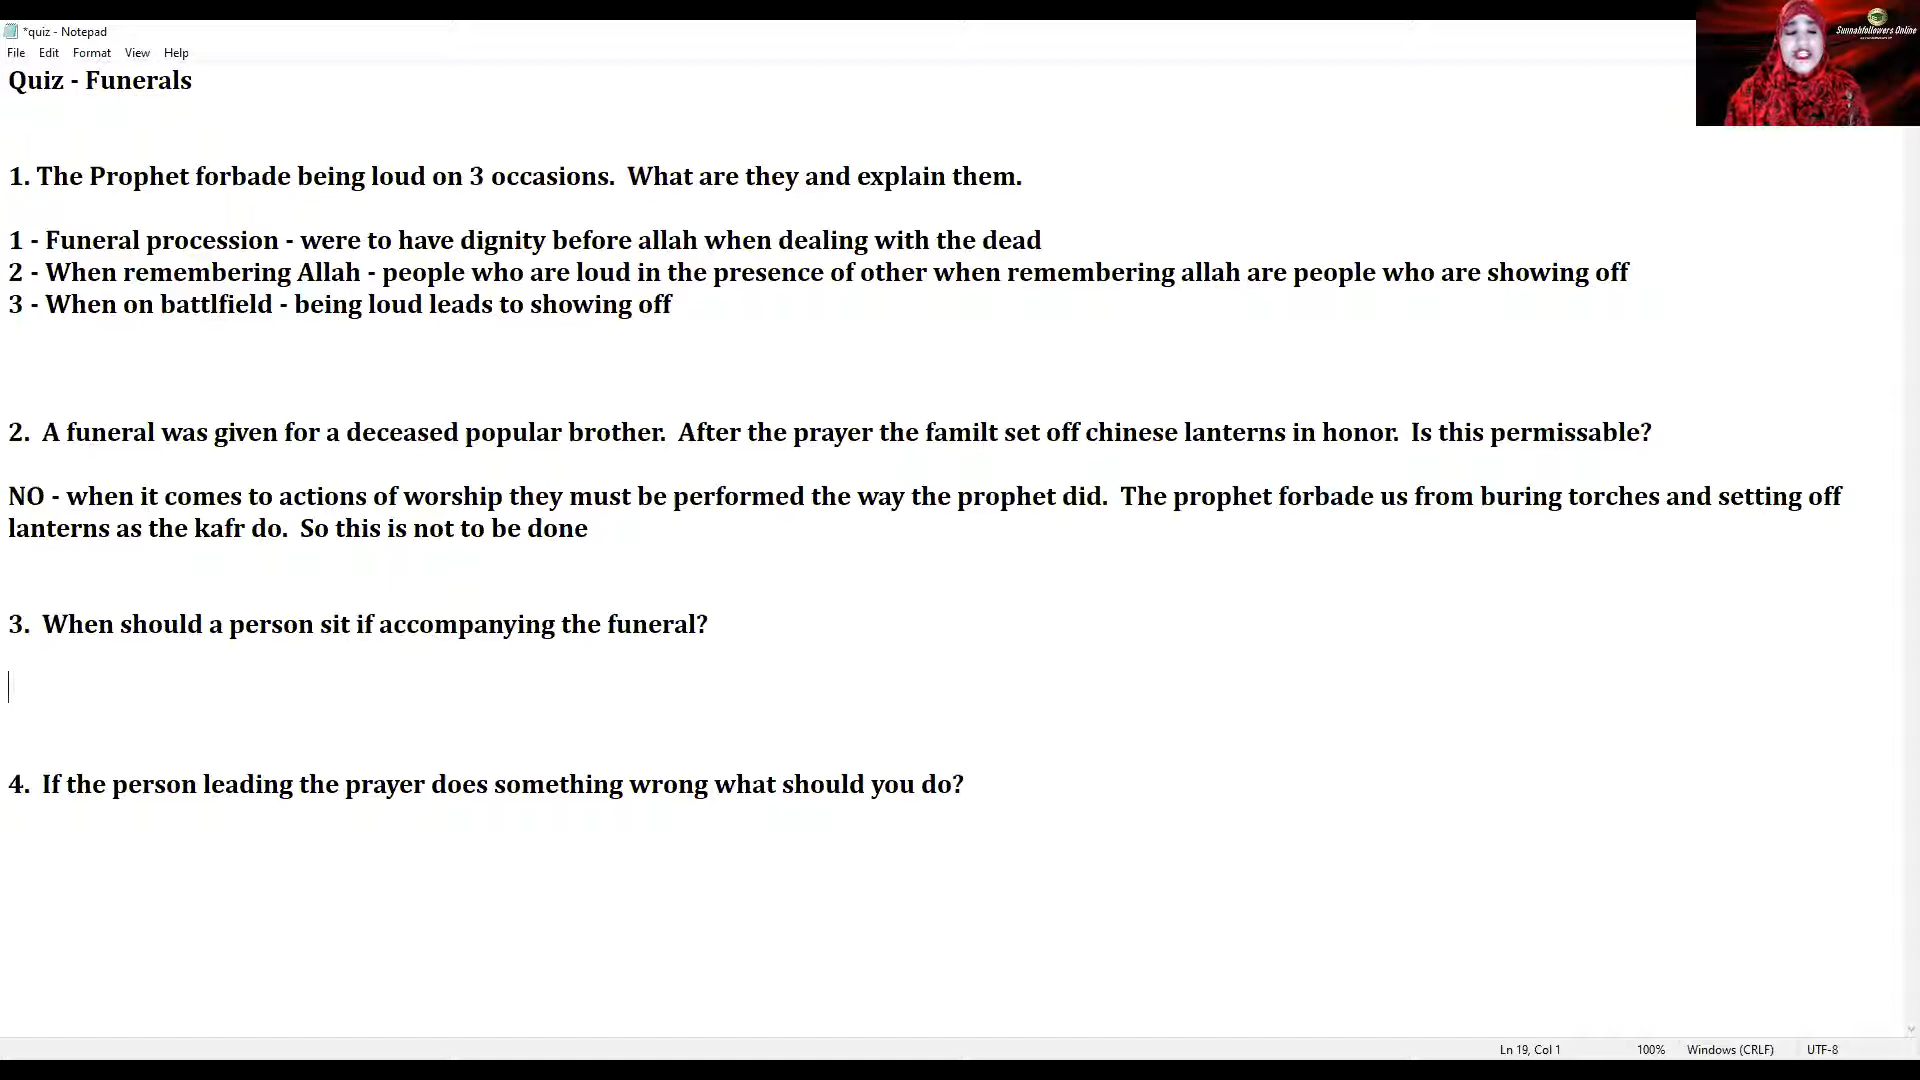 *quiz - Notepad
File Edit Format View Help
Sunnahfollowers Online
Quiz - Funerals
1. The Prophet forbade being loud on 3 occasions.  What are they and explain them.
1 - Funeral procession - were to have dignity before allah when dealing with the dead
2 - When remembering Allah - people who are loud in the presence of other when remembering allah are people who are showing off
3 - When on battlfield - being loud leads to showing off
2.  A funeral was given for a deceased popular brother.  After the prayer the familt set off chinese lanterns in honor.  Is this permissable?
NO - when it comes to actions of worship they must be performed the way the prophet did.  The prophet forbade us from buring torches and setting off
lanterns as the kafr do.  So this is not to be done
3.  When should a person sit if accompanying the funeral?
4.  If the person leading the prayer does something wrong what should you do?
Ln 19, Col 1 100% Windows (CRLF) UTF-8